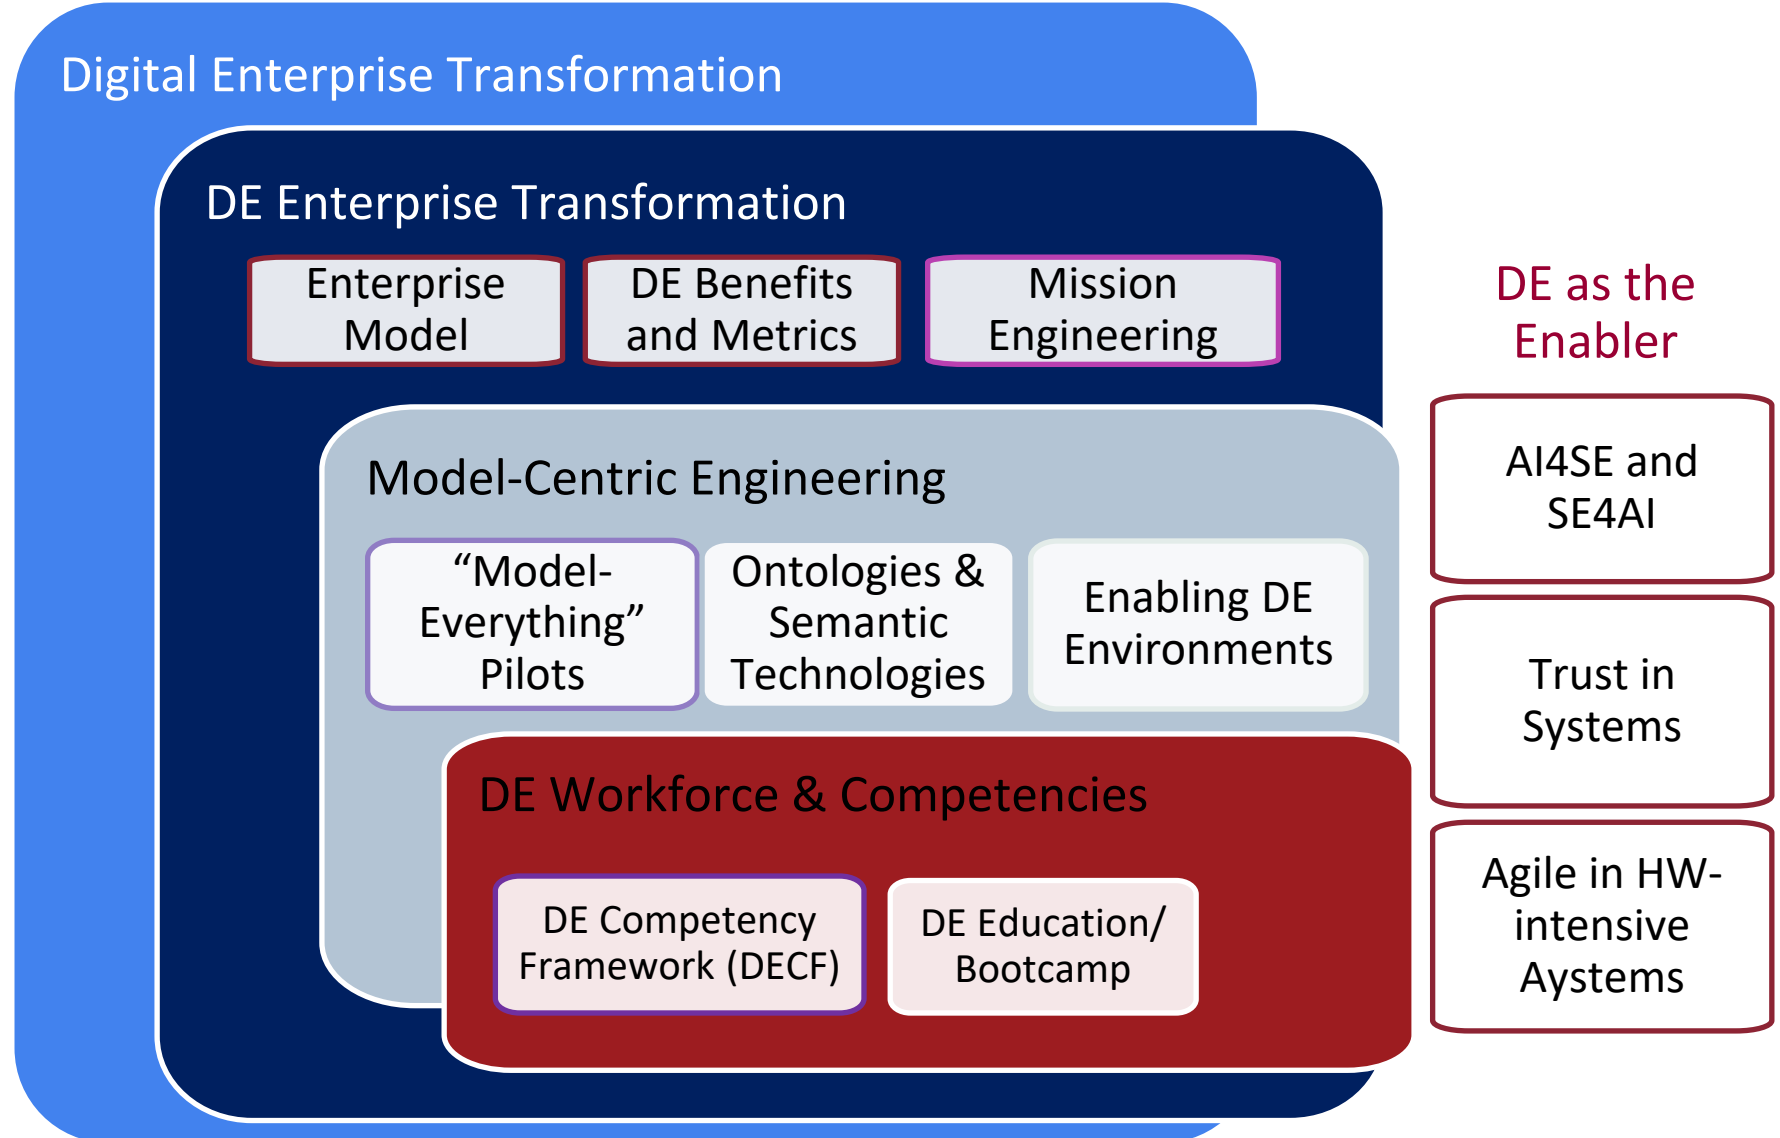 Digital Enterprise Transformation
DE Enterprise Transformation
Enterprise
Model
DE Benefits
and Metrics
Mission
Engineering
Model-Centric Engineering
“Model-
Everything”
Pilots
Ontologies &
Semantic
Technologies
Enabling DE
Environments
DE Workforce & Competencies
DE Competency
Framework (DECF)
DE Education/
Bootcamp
DE as the
Enabler
AI4SE and
SE4AI
Trust in
Systems
Agile in HW-
intensive
Aystems